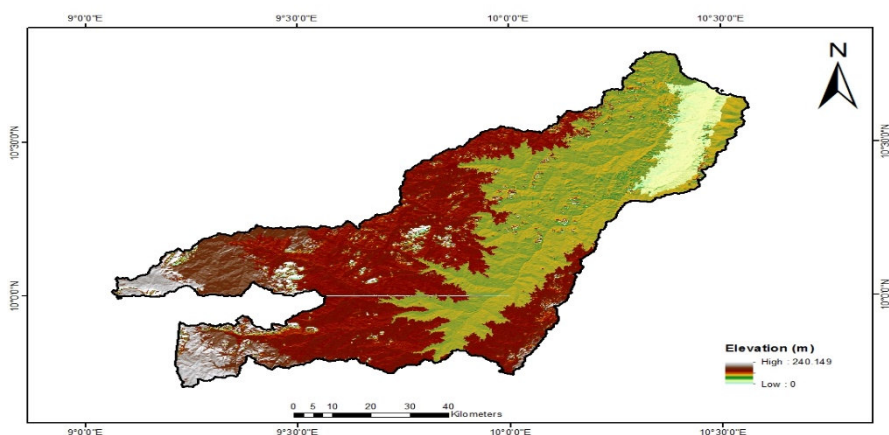 9°0'0"E 9°30'0"E 10°0'0"E 10°30'0"E
N
10°30'0"N 10°30'0"N
10°0'0"N 10°0'0"N
Elevation (m)
High : 240.149
Low : 0
0 5 10 20 30 40
Kilometers
9°0'0"E 9°30'0"E 10°0'0"E 10°30'0"E